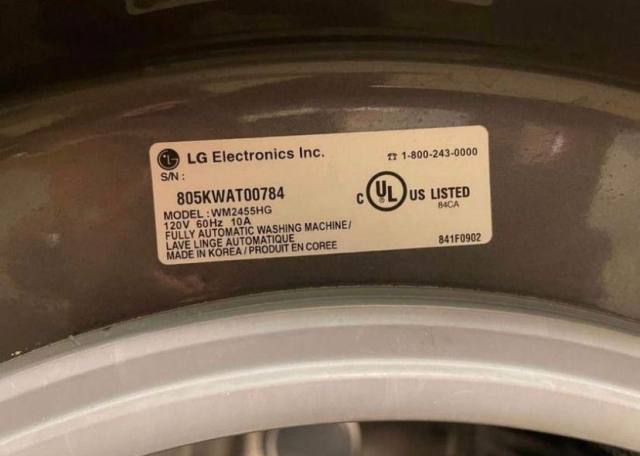 LG Electronics Inc.
☎ 1-800-243-0000
S/N :
805KWAT00784
MODEL : WM2455HG
120V 60Hz 10A
FULLY AUTOMATIC WASHING MACHINE/
LAVE LINGE AUTOMATIQUE
MADE IN KOREA / PRODUIT EN COREE
C UL US LISTED
84CA
841F0902